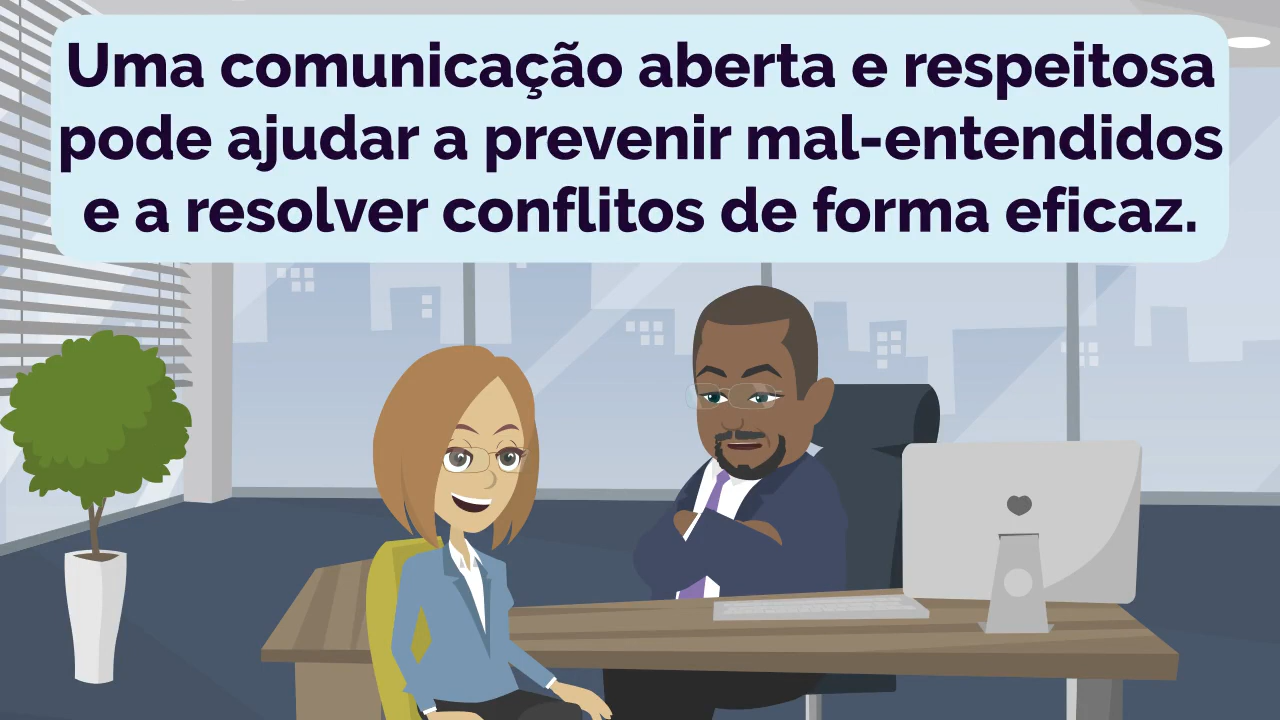 Uma comunicação aberta e respeitosa
pode ajudar a prevenir mal-entendidos
e a resolver conflitos de forma eficaz.